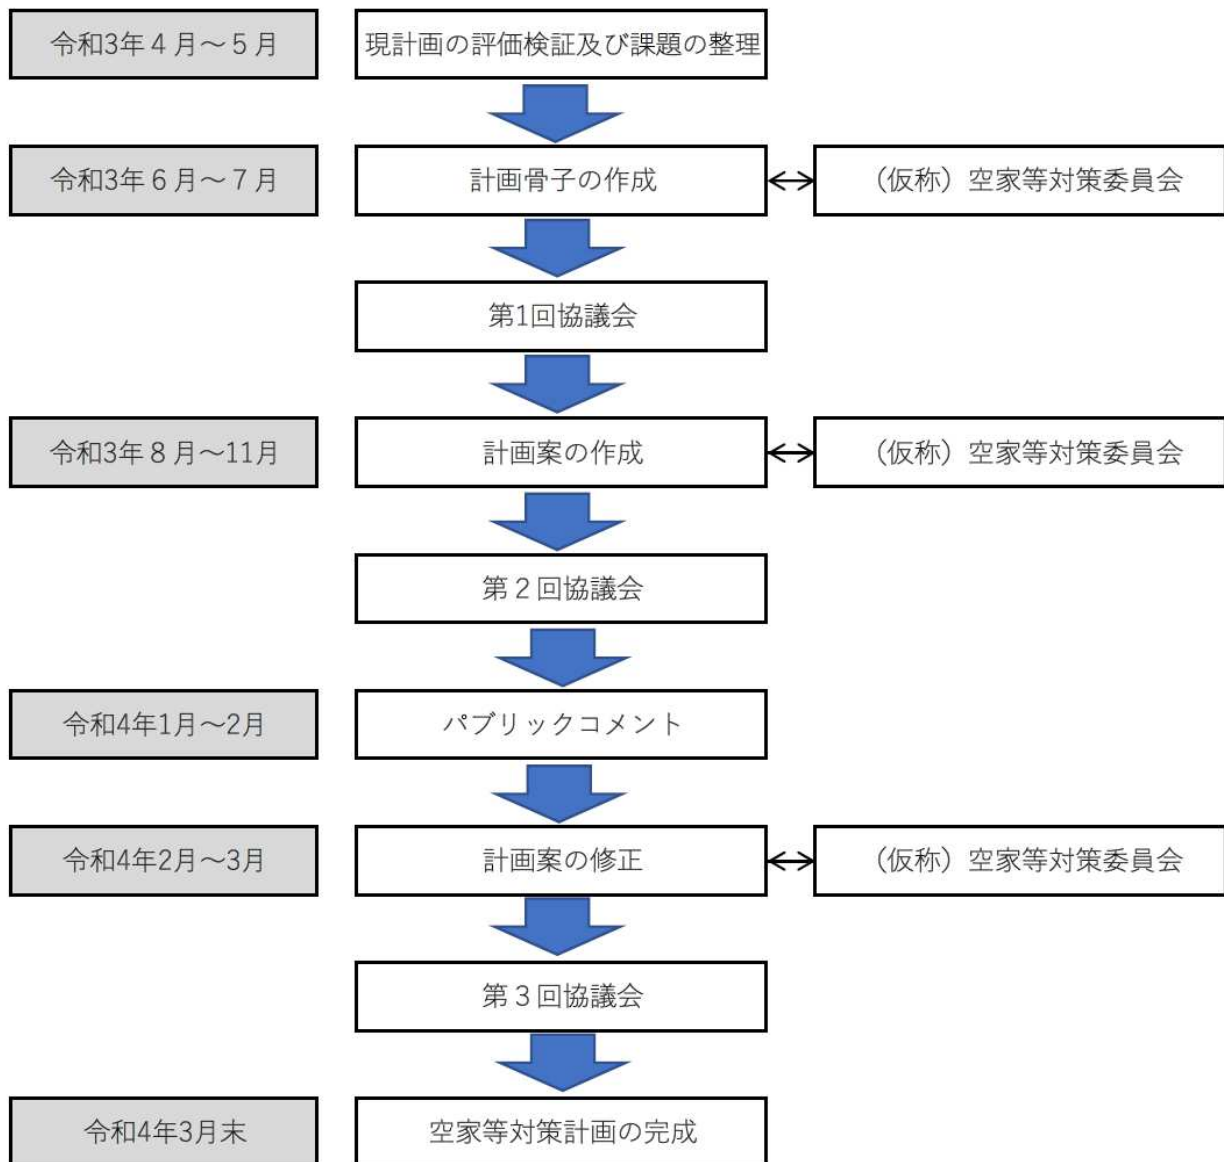 令和3年4月～5月
現計画の評価検証及び課題の整理
令和3年6月～7月
計画骨子の作成
（仮称）空家等対策委員会
第1回協議会
令和3年8月～11月
計画案の作成
（仮称）空家等対策委員会
第２回協議会
令和4年1月～2月
パブリックコメント
令和4年2月～3月
計画案の修正
（仮称）空家等対策委員会
第３回協議会
令和4年3月末
空家等対策計画の完成